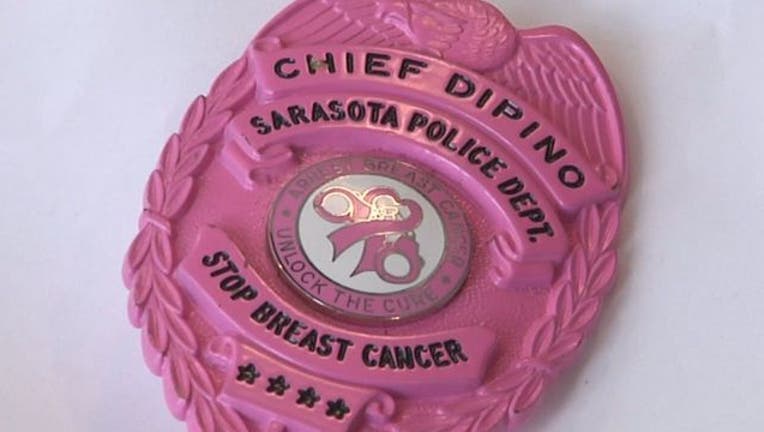 CHIEF DIPINO
SARASOTA POLICE DEPT.
ARREST BREAST CANCER
UNLOCK THE CURE
STOP BREAST CANCER